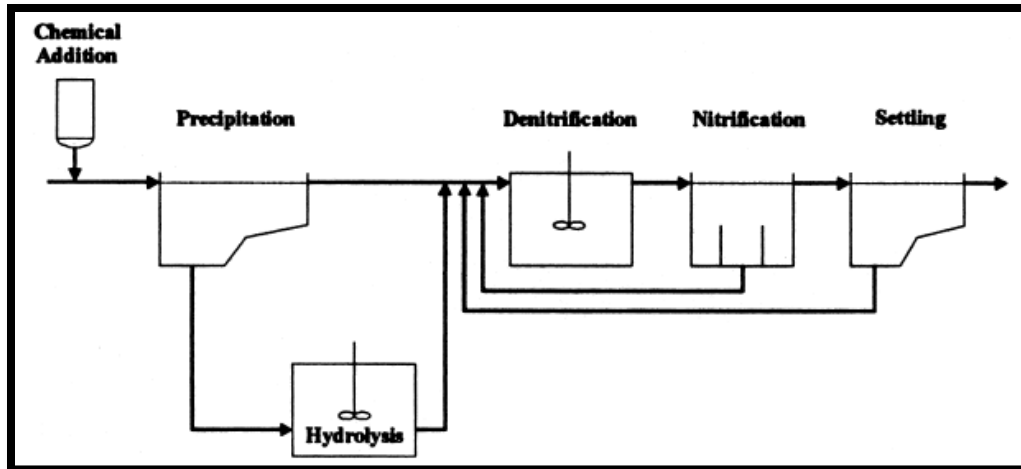 Chemical
Addition
Precipitation
Denitrification
Nitrification
Settling
Hydrolysis